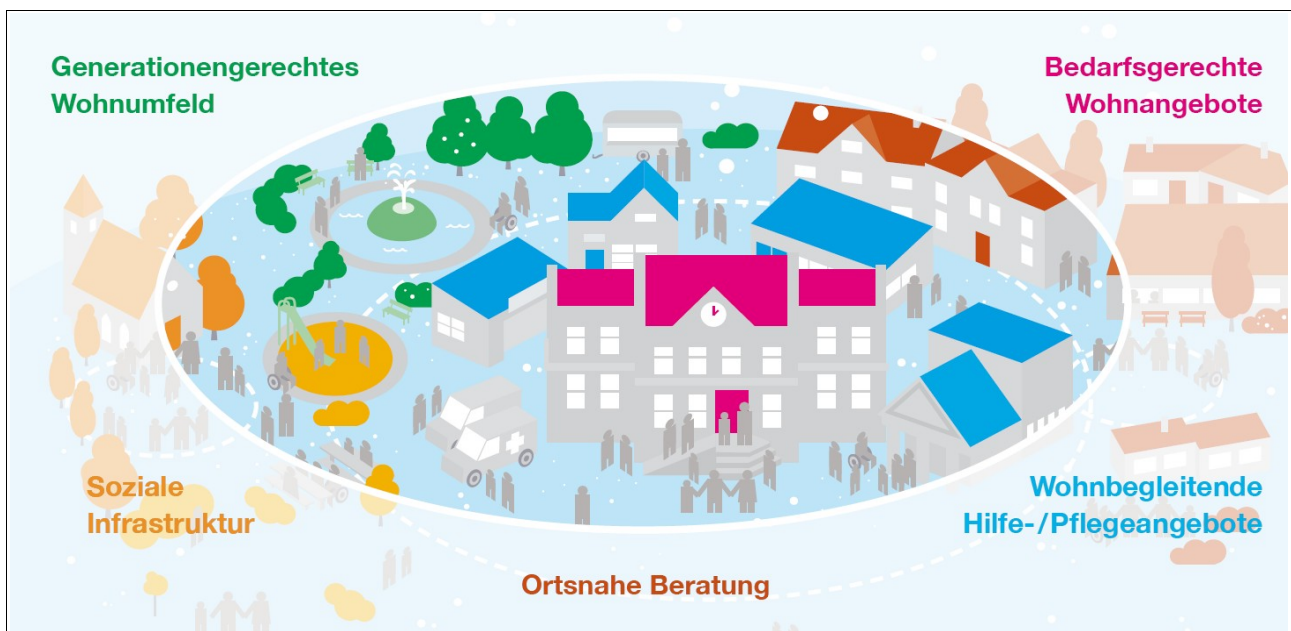 Generationengerechtes
Wohnumfeld
Bedarfsgerechte
Wohnangebote
Soziale
Infrastruktur
Wohnbegleitende
Hilfe-/Pflegeangebote
Ortsnahe Beratung